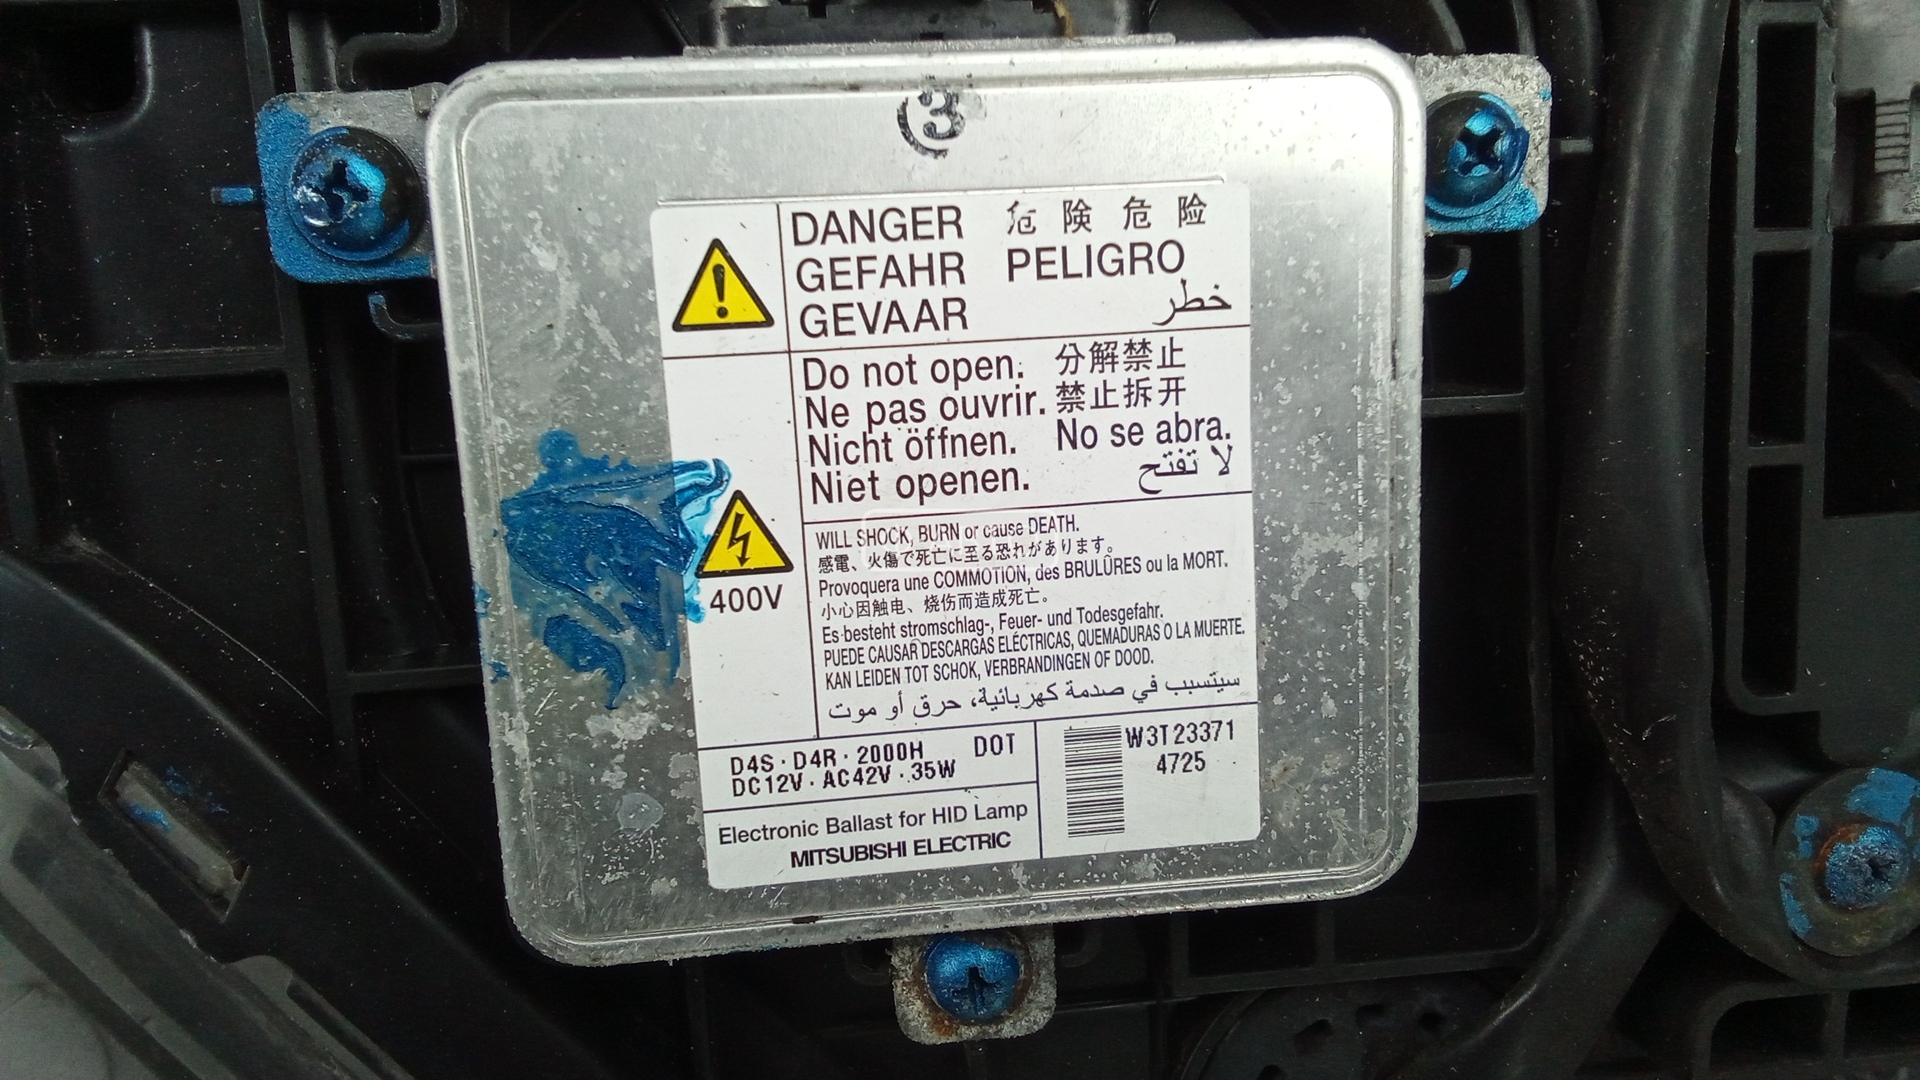 3
DANGER 危険 危险
GEFAHR PELIGRO
GEVAAR خطر
Do not open. 分解禁止
Ne pas ouvrir. 禁止拆开
Nicht öffnen. No se abra.
Niet openen. لا تفتح
400V
WILL SHOCK, BURN or cause DEATH.
感電、火傷で死亡に至る恐れがあります。
Provoquera une COMMOTION, des BRULÛRES ou la MORT.
小心因触电、烧伤而造成死亡。
Es besteht stromschlag-, Feuer- und Todesgefahr.
PUEDE CAUSAR DESCARGAS ELÉCTRICAS, QUEMADURAS O LA MUERTE.
KAN LEIDEN TOT SCHOK, VERBRANDINGEN OF DOOD.
سيتسبب في صدمة كهربائية، حرق أو موت
D4S · D4R · 2000H DOT
DC12V · AC42V · 35W
Electronic Ballast for HID Lamp
MITSUBISHI ELECTRIC
W3T23371
4725